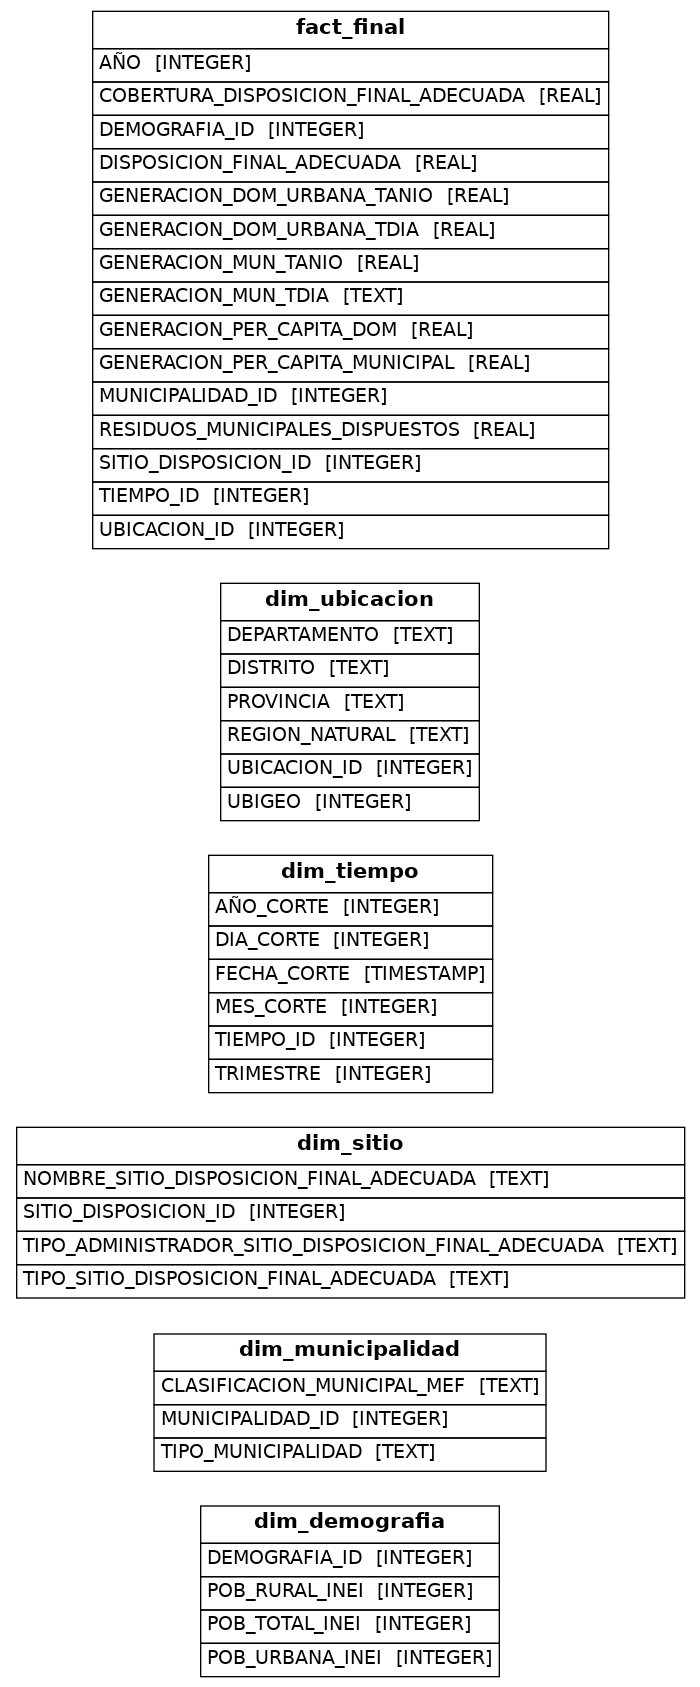 fact_final
AÑO [INTEGER]
COBERTURA_DISPOSICION_FINAL_ADECUADA [REAL]
DEMOGRAFIA_ID [INTEGER]
DISPOSICION_FINAL_ADECUADA [REAL]
GENERACION_DOM_URBANA_TANIO [REAL]
GENERACION_DOM_URBANA_TDIA [REAL]
GENERACION_MUN_TANIO [REAL]
GENERACION_MUN_TDIA [TEXT]
GENERACION_PER_CAPITA_DOM [REAL]
GENERACION_PER_CAPITA_MUNICIPAL [REAL]
MUNICIPALIDAD_ID [INTEGER]
RESIDUOS_MUNICIPALES_DISPUESTOS [REAL]
SITIO_DISPOSICION_ID [INTEGER]
TIEMPO_ID [INTEGER]
UBICACION_ID [INTEGER]
dim_ubicacion
DEPARTAMENTO [TEXT]
DISTRITO [TEXT]
PROVINCIA [TEXT]
REGION_NATURAL [TEXT]
UBICACION_ID [INTEGER]
UBIGEO [INTEGER]
dim_tiempo
AÑO_CORTE [INTEGER]
DIA_CORTE [INTEGER]
FECHA_CORTE [TIMESTAMP]
MES_CORTE [INTEGER]
TIEMPO_ID [INTEGER]
TRIMESTRE [INTEGER]
dim_sitio
NOMBRE_SITIO_DISPOSICION_FINAL_ADECUADA [TEXT]
SITIO_DISPOSICION_ID [INTEGER]
TIPO_ADMINISTRADOR_SITIO_DISPOSICION_FINAL_ADECUADA [TEXT]
TIPO_SITIO_DISPOSICION_FINAL_ADECUADA [TEXT]
dim_municipalidad
CLASIFICACION_MUNICIPAL_MEF [TEXT]
MUNICIPALIDAD_ID [INTEGER]
TIPO_MUNICIPALIDAD [TEXT]
dim_demografia
DEMOGRAFIA_ID [INTEGER]
POB_RURAL_INEI [INTEGER]
POB_TOTAL_INEI [INTEGER]
POB_URBANA_INEI [INTEGER]